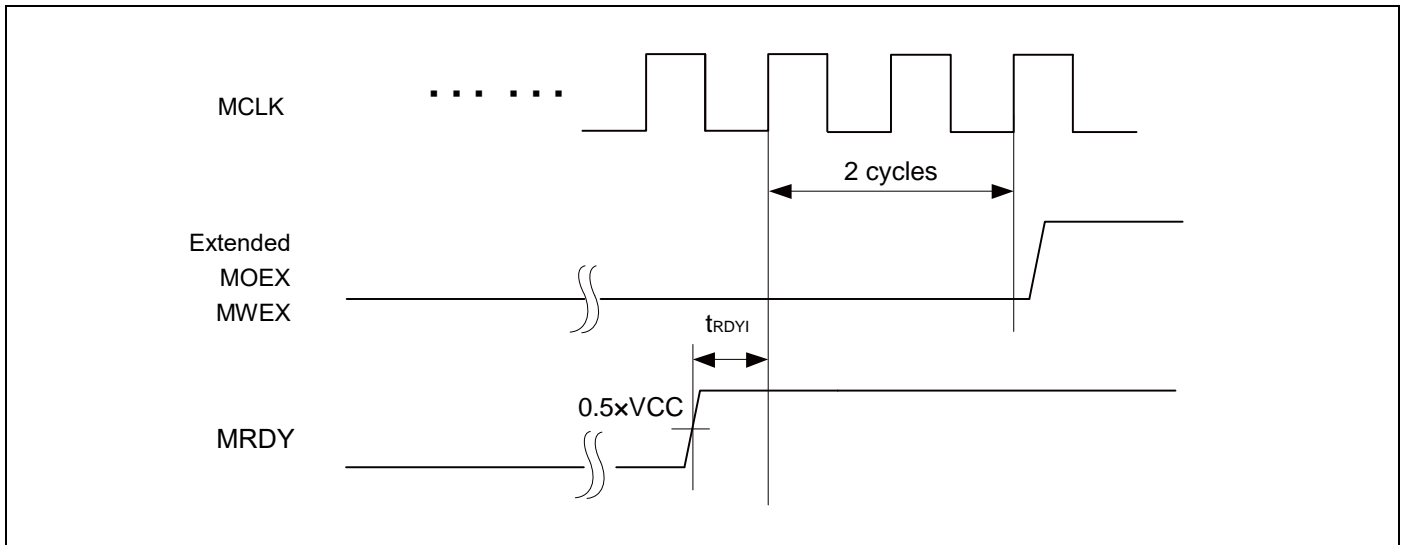 MCLK
2 cycles
Extended
MOEX
MWEX
tRDYI
0.5×VCC
MRDY